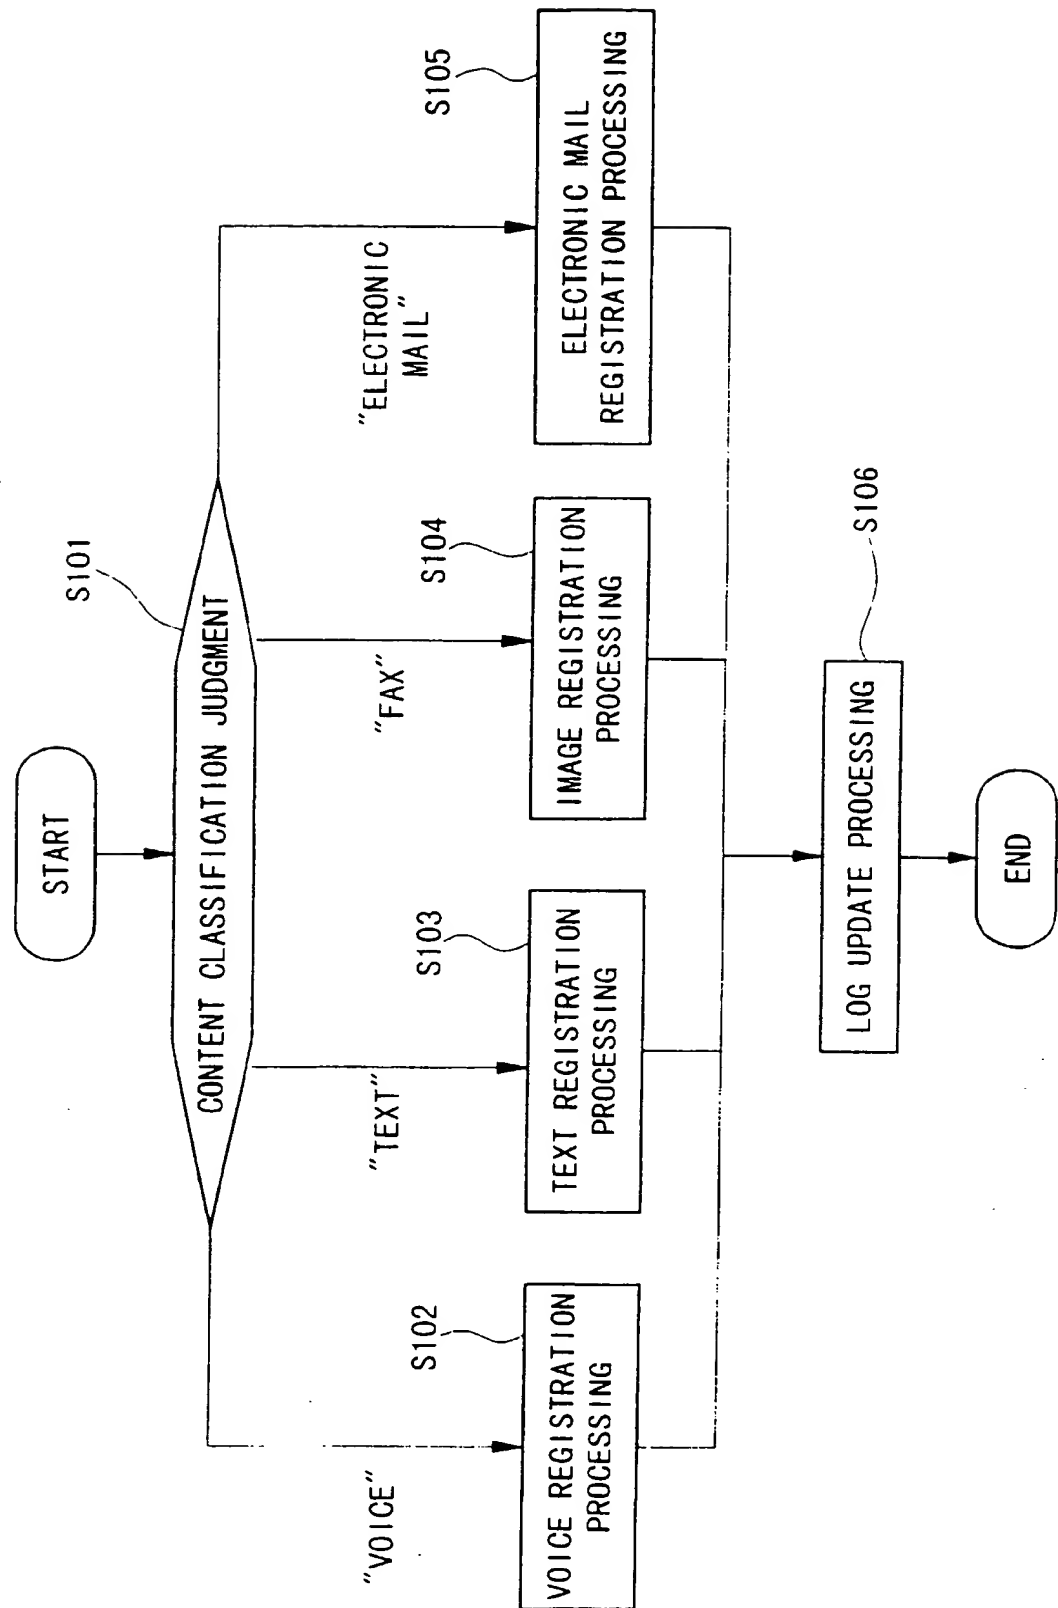 START
S101
CONTENT CLASSIFICATION JUDGMENT
"VOICE"
"TEXT"
"FAX"
"ELECTRONIC
MAIL"
S102
VOICE REGISTRATION
PROCESSING
S103
TEXT REGISTRATION
PROCESSING
S104
IMAGE REGISTRATION
PROCESSING
S105
ELECTRONIC MAIL
REGISTRATION PROCESSING
S106
LOG UPDATE PROCESSING
END